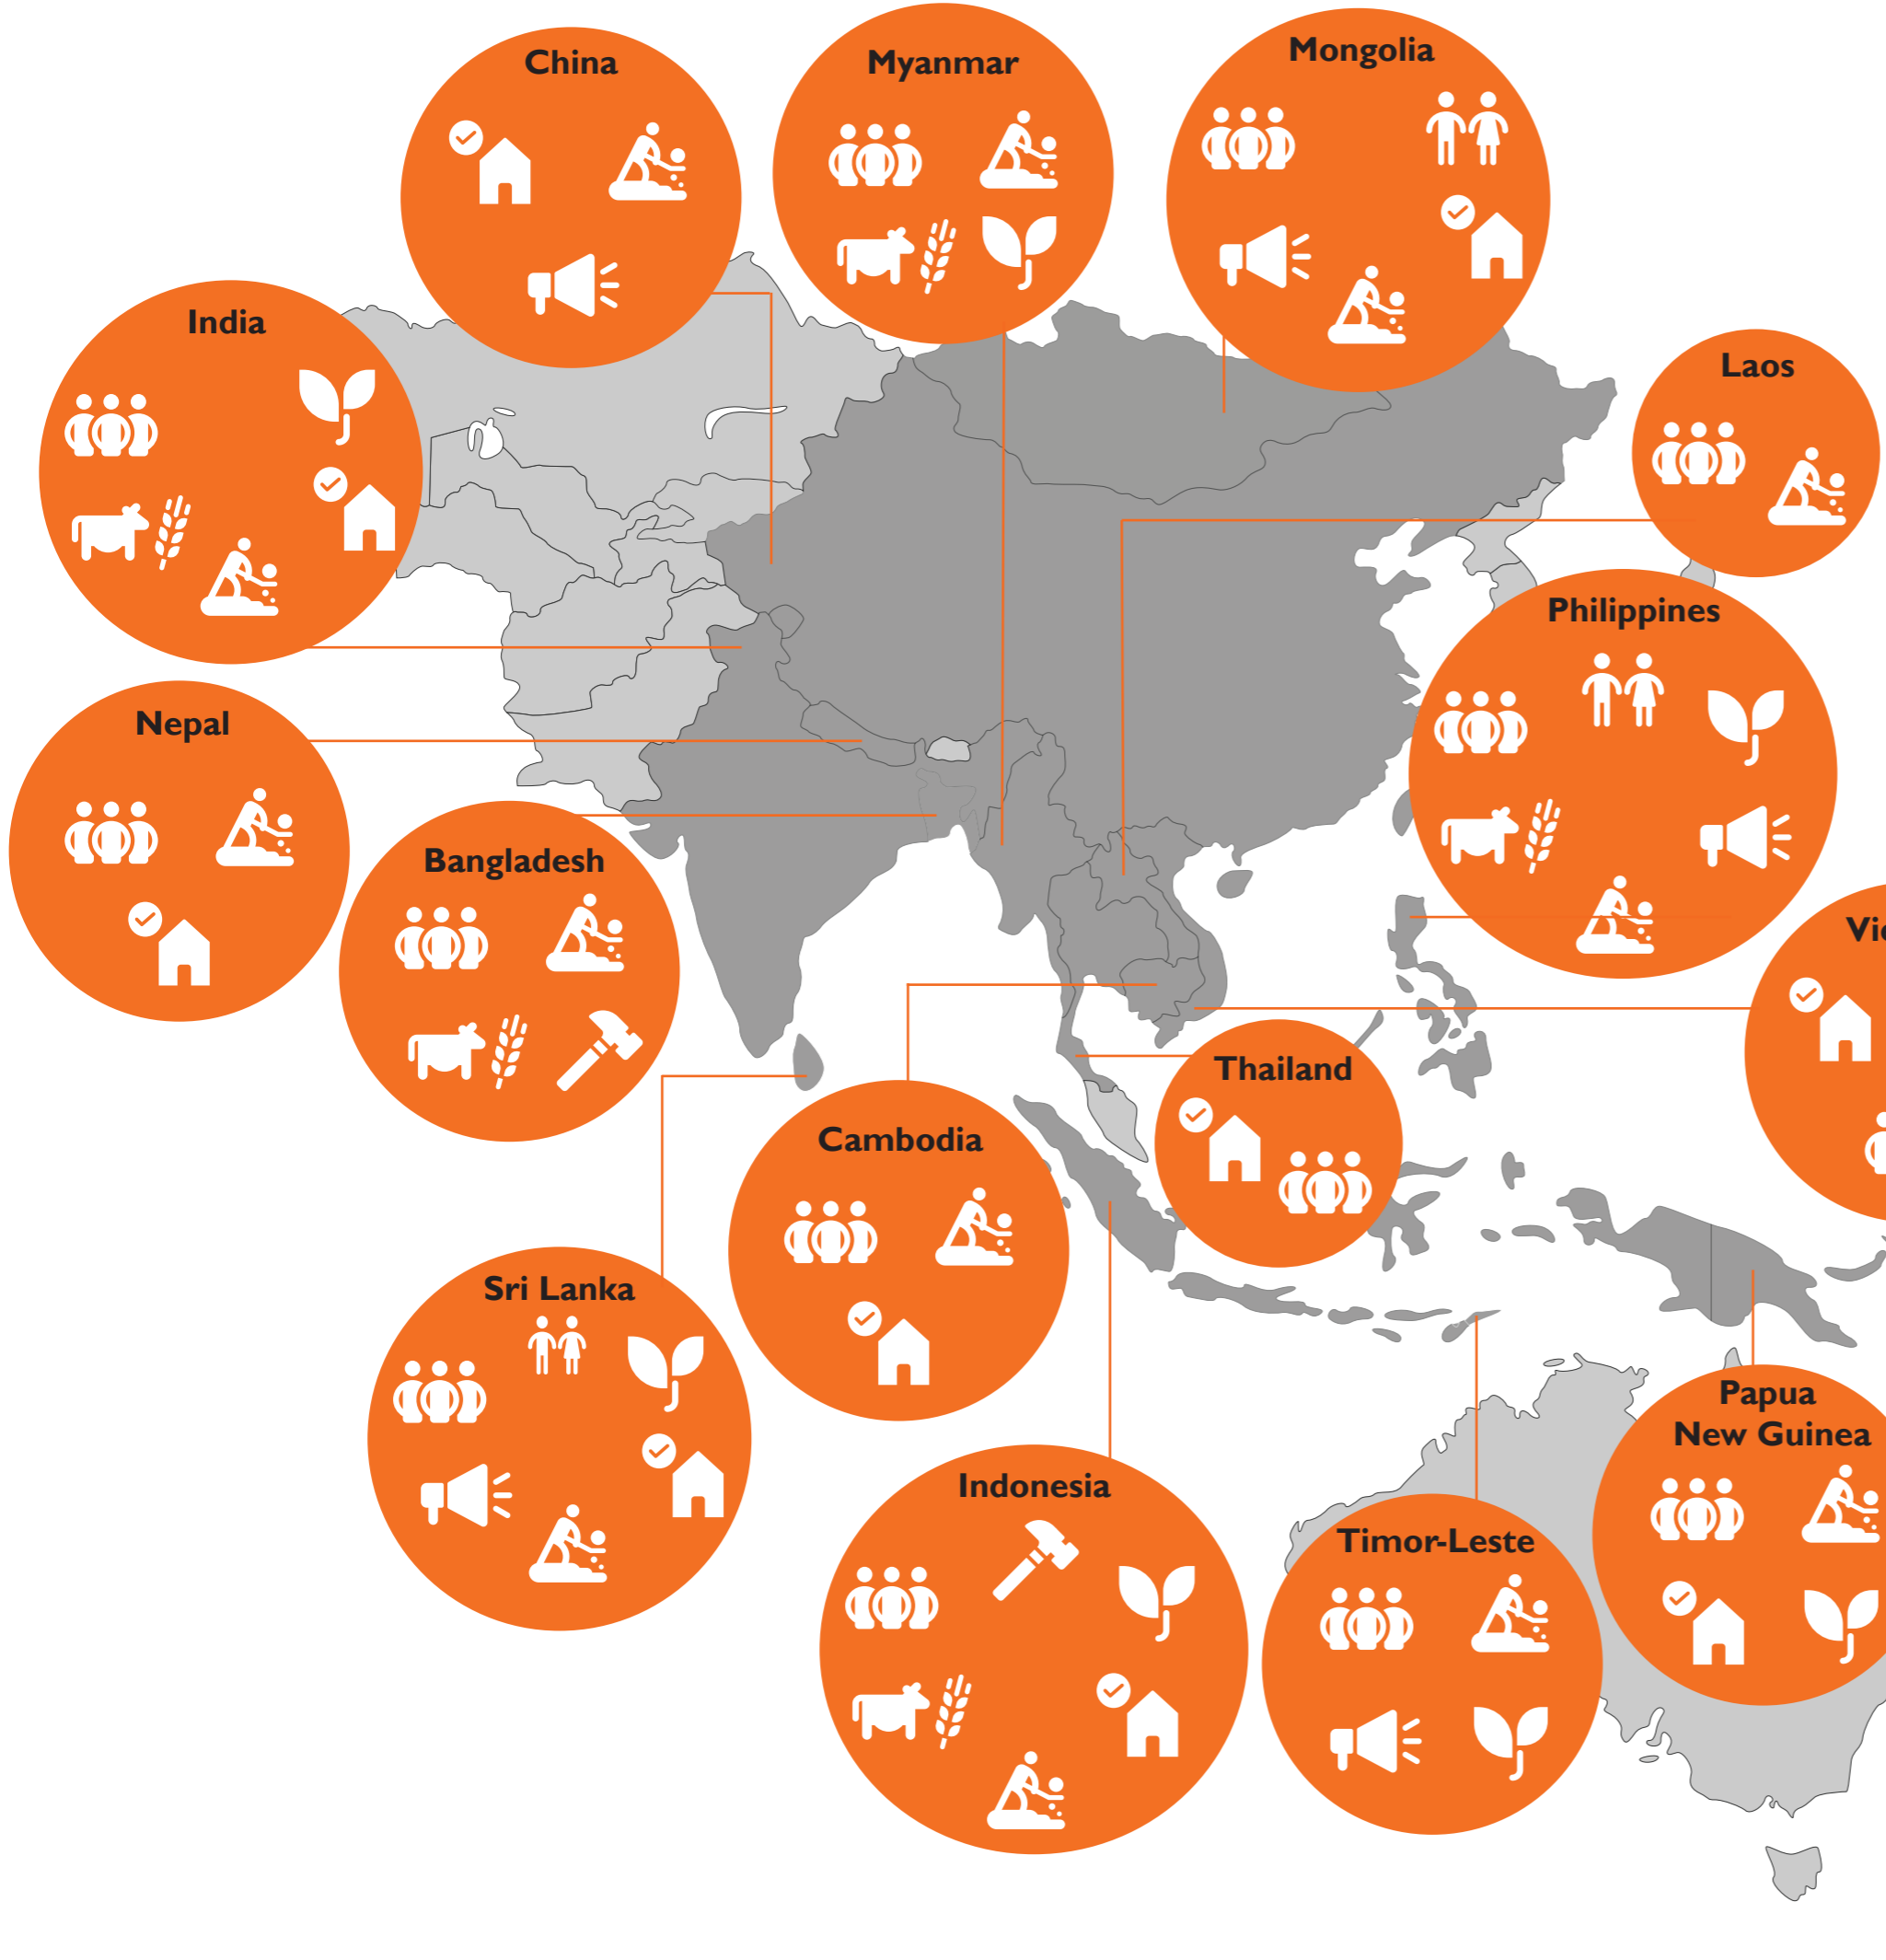 China
Myanmar
Mongolia
India
Laos
Philippines
Nepal
Bangladesh
Thailand
Cambodia
Sri Lanka
Papua
New Guinea
Indonesia
Timor-Leste